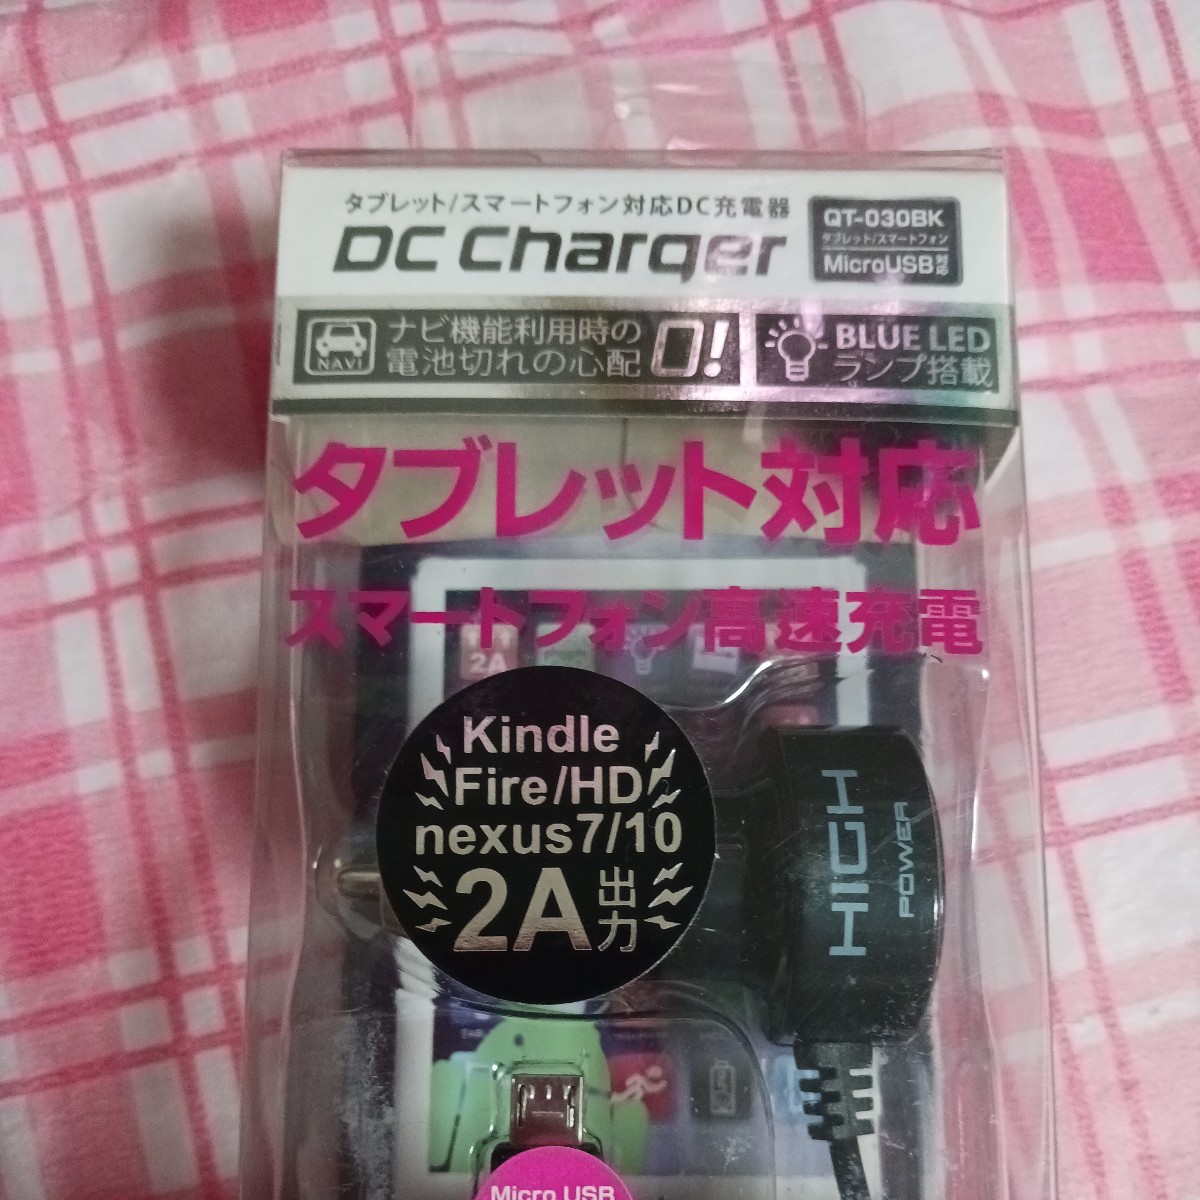 タブレット/スマートフォン対応DC充電器
DC Charger
QT-030BK
タブレット/スマートフォン
MicroUSB対応
NAVI
ナビ機能利用時の
電池切れの心配
0!
BLUE LED
ランプ搭載
タブレット対応
スマートフォン高速充電
2A
Kindle
Fire/HD
nexus7/10
2A出力
HIGH
POWER
Micro USB